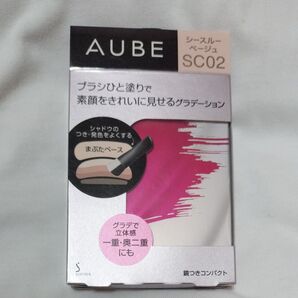 AUBE
シースルー
ベージュ
SC02
ブラシひと塗りで
素顔をきれいに見せるグラデーション
シャドウの
つき・発色をよくする
まぶたベース
グラデで
立体感
一重・奥二重
にも
S
鏡つきコンパクト